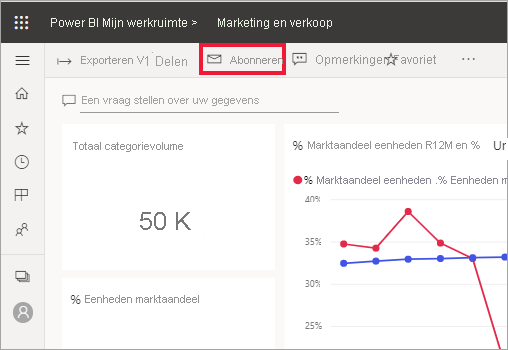 Power BI Mijn werkruimte > Marketing en verkoop
Exporteren V1 Delen Abonneren Opmerkingen Favoriet ...
Een vraag stellen over uw gegevens
Totaal categorievolume
50 K
% Eenheden marktaandeel
% Marktaandeel eenheden R12M en % Ur
% Marktaandeel eenheden .% Eenheden m
40%
35%
33%
25%